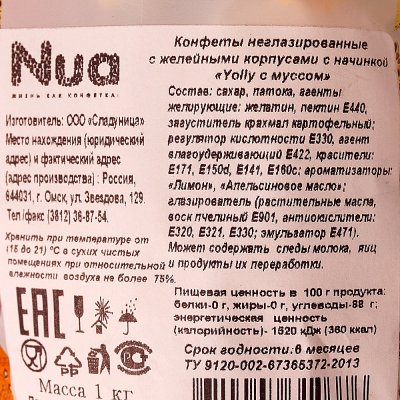 Nua
ЖИЗНЬ КАК КОНФЕТКА!
Изготовитель: ООО «Сладуница»
Место нахождения (юридический
адрес) и фактический адрес
(адрес производства) : Россия,
644031, г. Омск, ул. Звездова, 129.
Тел /факс (3812) 36-87-54.
Хранить при температуре от
(15 до 21) °С в сухих чистых
помещениях при относительной
влажности воздуха не более 75%.
ЕАС
РР
Масса 1 кг
Конфеты неглазированные
с желейными корпусами с начинкой
«Yolly с муссом»
Состав: сахар, патока, агенты
желирующие: желатин, пектин Е440,
загуститель крахмал картофельный;
регулятор кислотности Е330, агент
влагоудерживающий Е422, красители:
Е171, Е150d, Е141, Е160с; ароматизаторы:
«Лимон», «Апельсиновое масло»;
глазирователь (растительные масла,
воск пчелиный Е901, антиокислители:
Е320, Е321, Е330; эмульгатор Е471).
Может содержать следы молока, яиц
и продукты их переработки.
Пищевая ценность в 100 г продукта:
белки-0 г, жиры-0 г, углеводы-88 г;
энергетическая ценность
(калорийность)- 1520 кДж (360 ккал)
Срок годности: 6 месяцев
ТУ 9120-002-67365372-2013